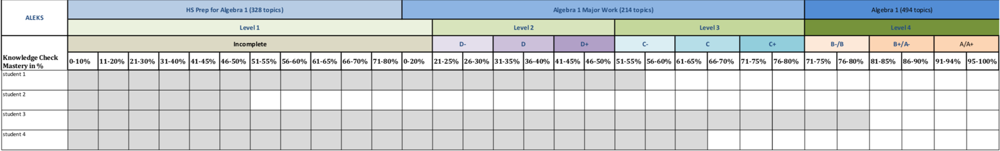 ALEKS HS Prep for Algebra 1 (328 topics) Algebra 1 Major Work (214 topics) Algebra 1 (494 topics)
Level 1 Level 2 Level 3 Level 4
Incomplete D- D D+ C- C C+ B-/B B+/A- A/A+
Knowledge Check
Mastery in % 0-10% 11-20% 21-30% 31-40% 41-45% 46-50% 51-55% 56-60% 61-65% 66-70% 71-80% 0-20% 21-25% 26-30% 31-35% 36-40% 41-45% 46-50% 51-55% 56-60% 61-65% 66-70% 71-75% 76-80% 71-75% 76-80% 81-85% 86-90% 91-94% 95-100%
student 1
student 2
student 3
student 4